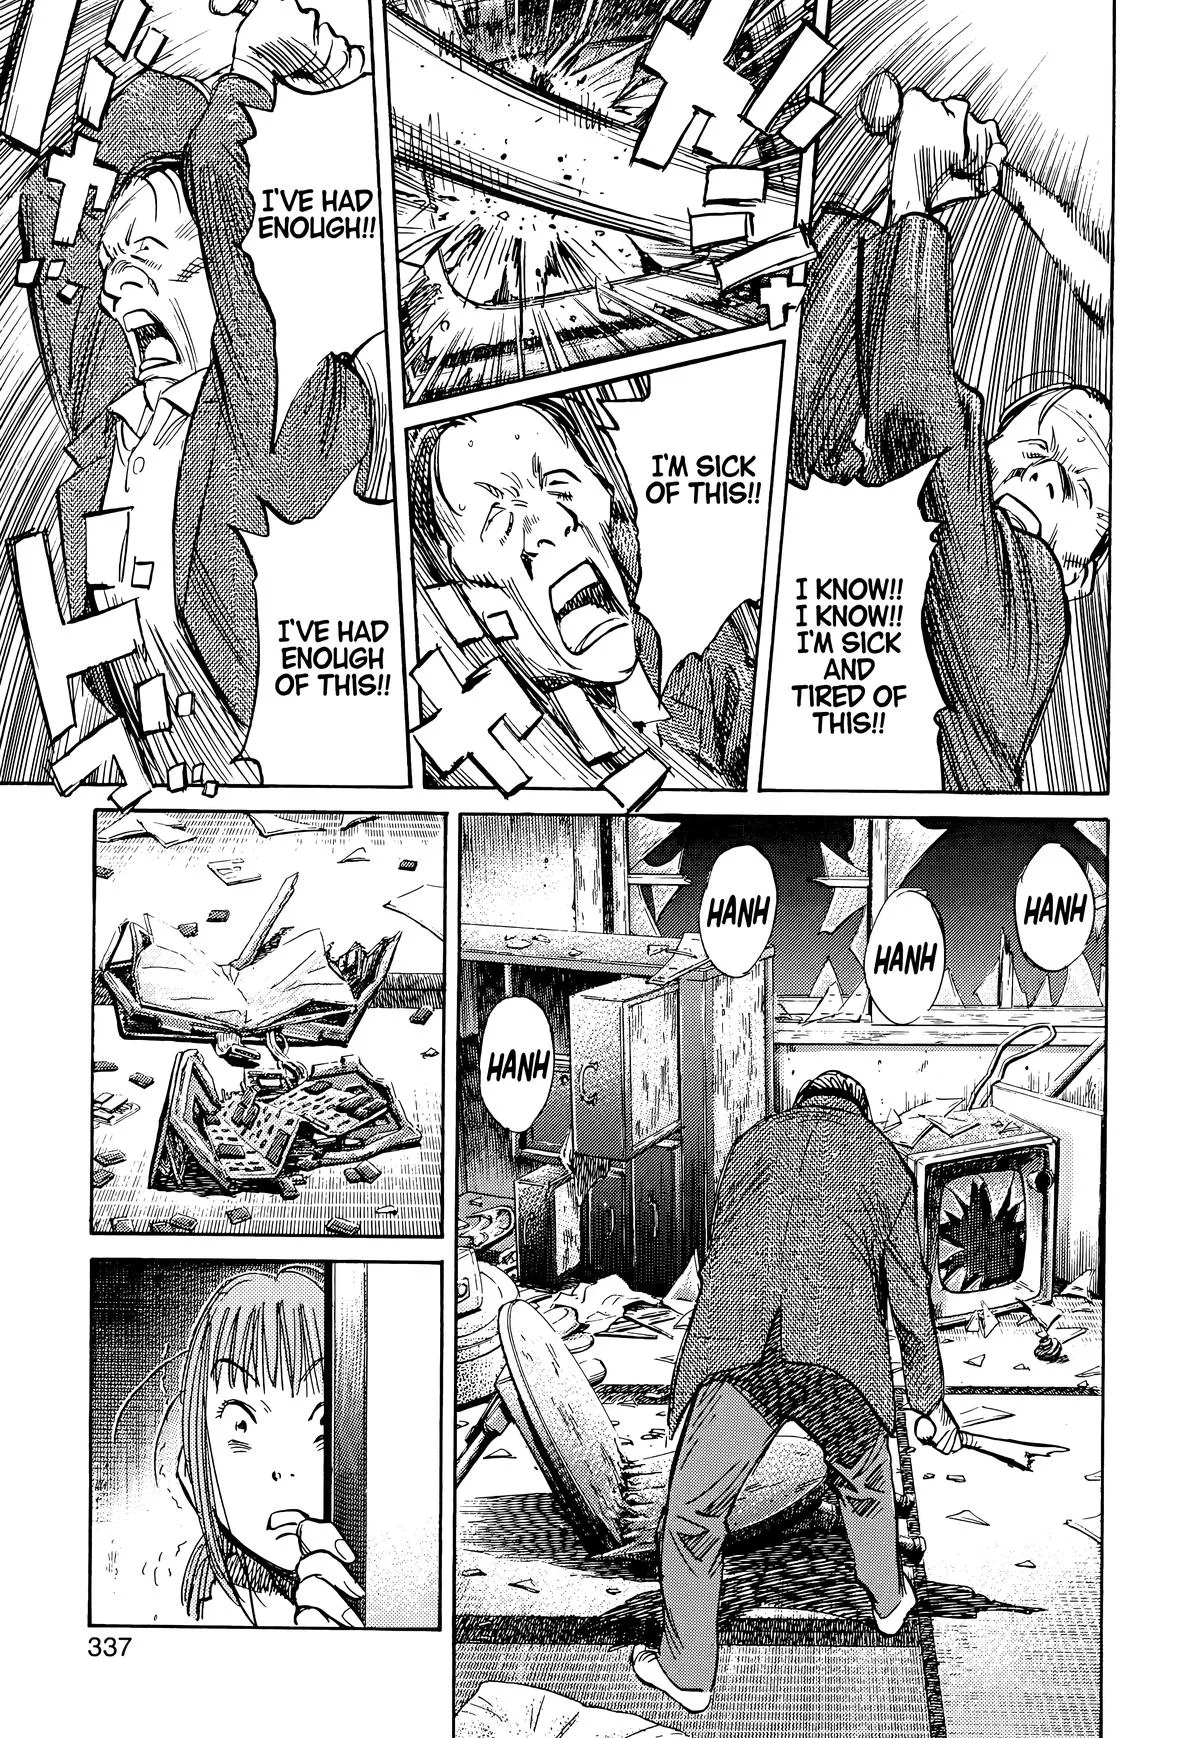 I KNOW!!
I KNOW!!
I'M SICK
AND
TIRED OF
THIS!!
I'M SICK
OF THIS!!
I'VE HAD
ENOUGH!!
I'VE HAD
ENOUGH
OF THIS!!
HANH
HANH
HANH
HANH
337